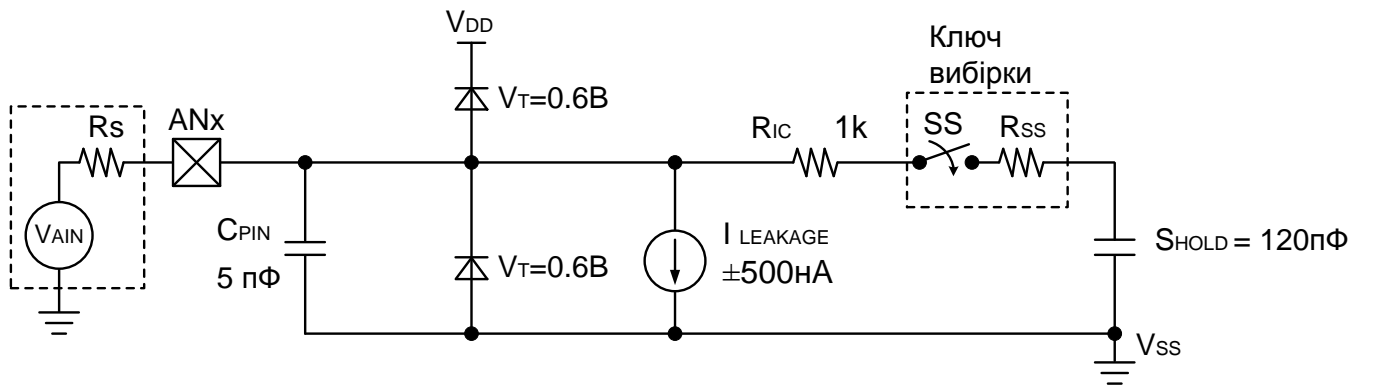 VDD
Ключ
вибірки
VT=0.6В
Rs
ANx
RIC 1k
SS
RSS
VAIN
CPIN
5 пФ
VT=0.6В
I LEAKAGE
±500нА
SHOLD = 120пФ
VSS